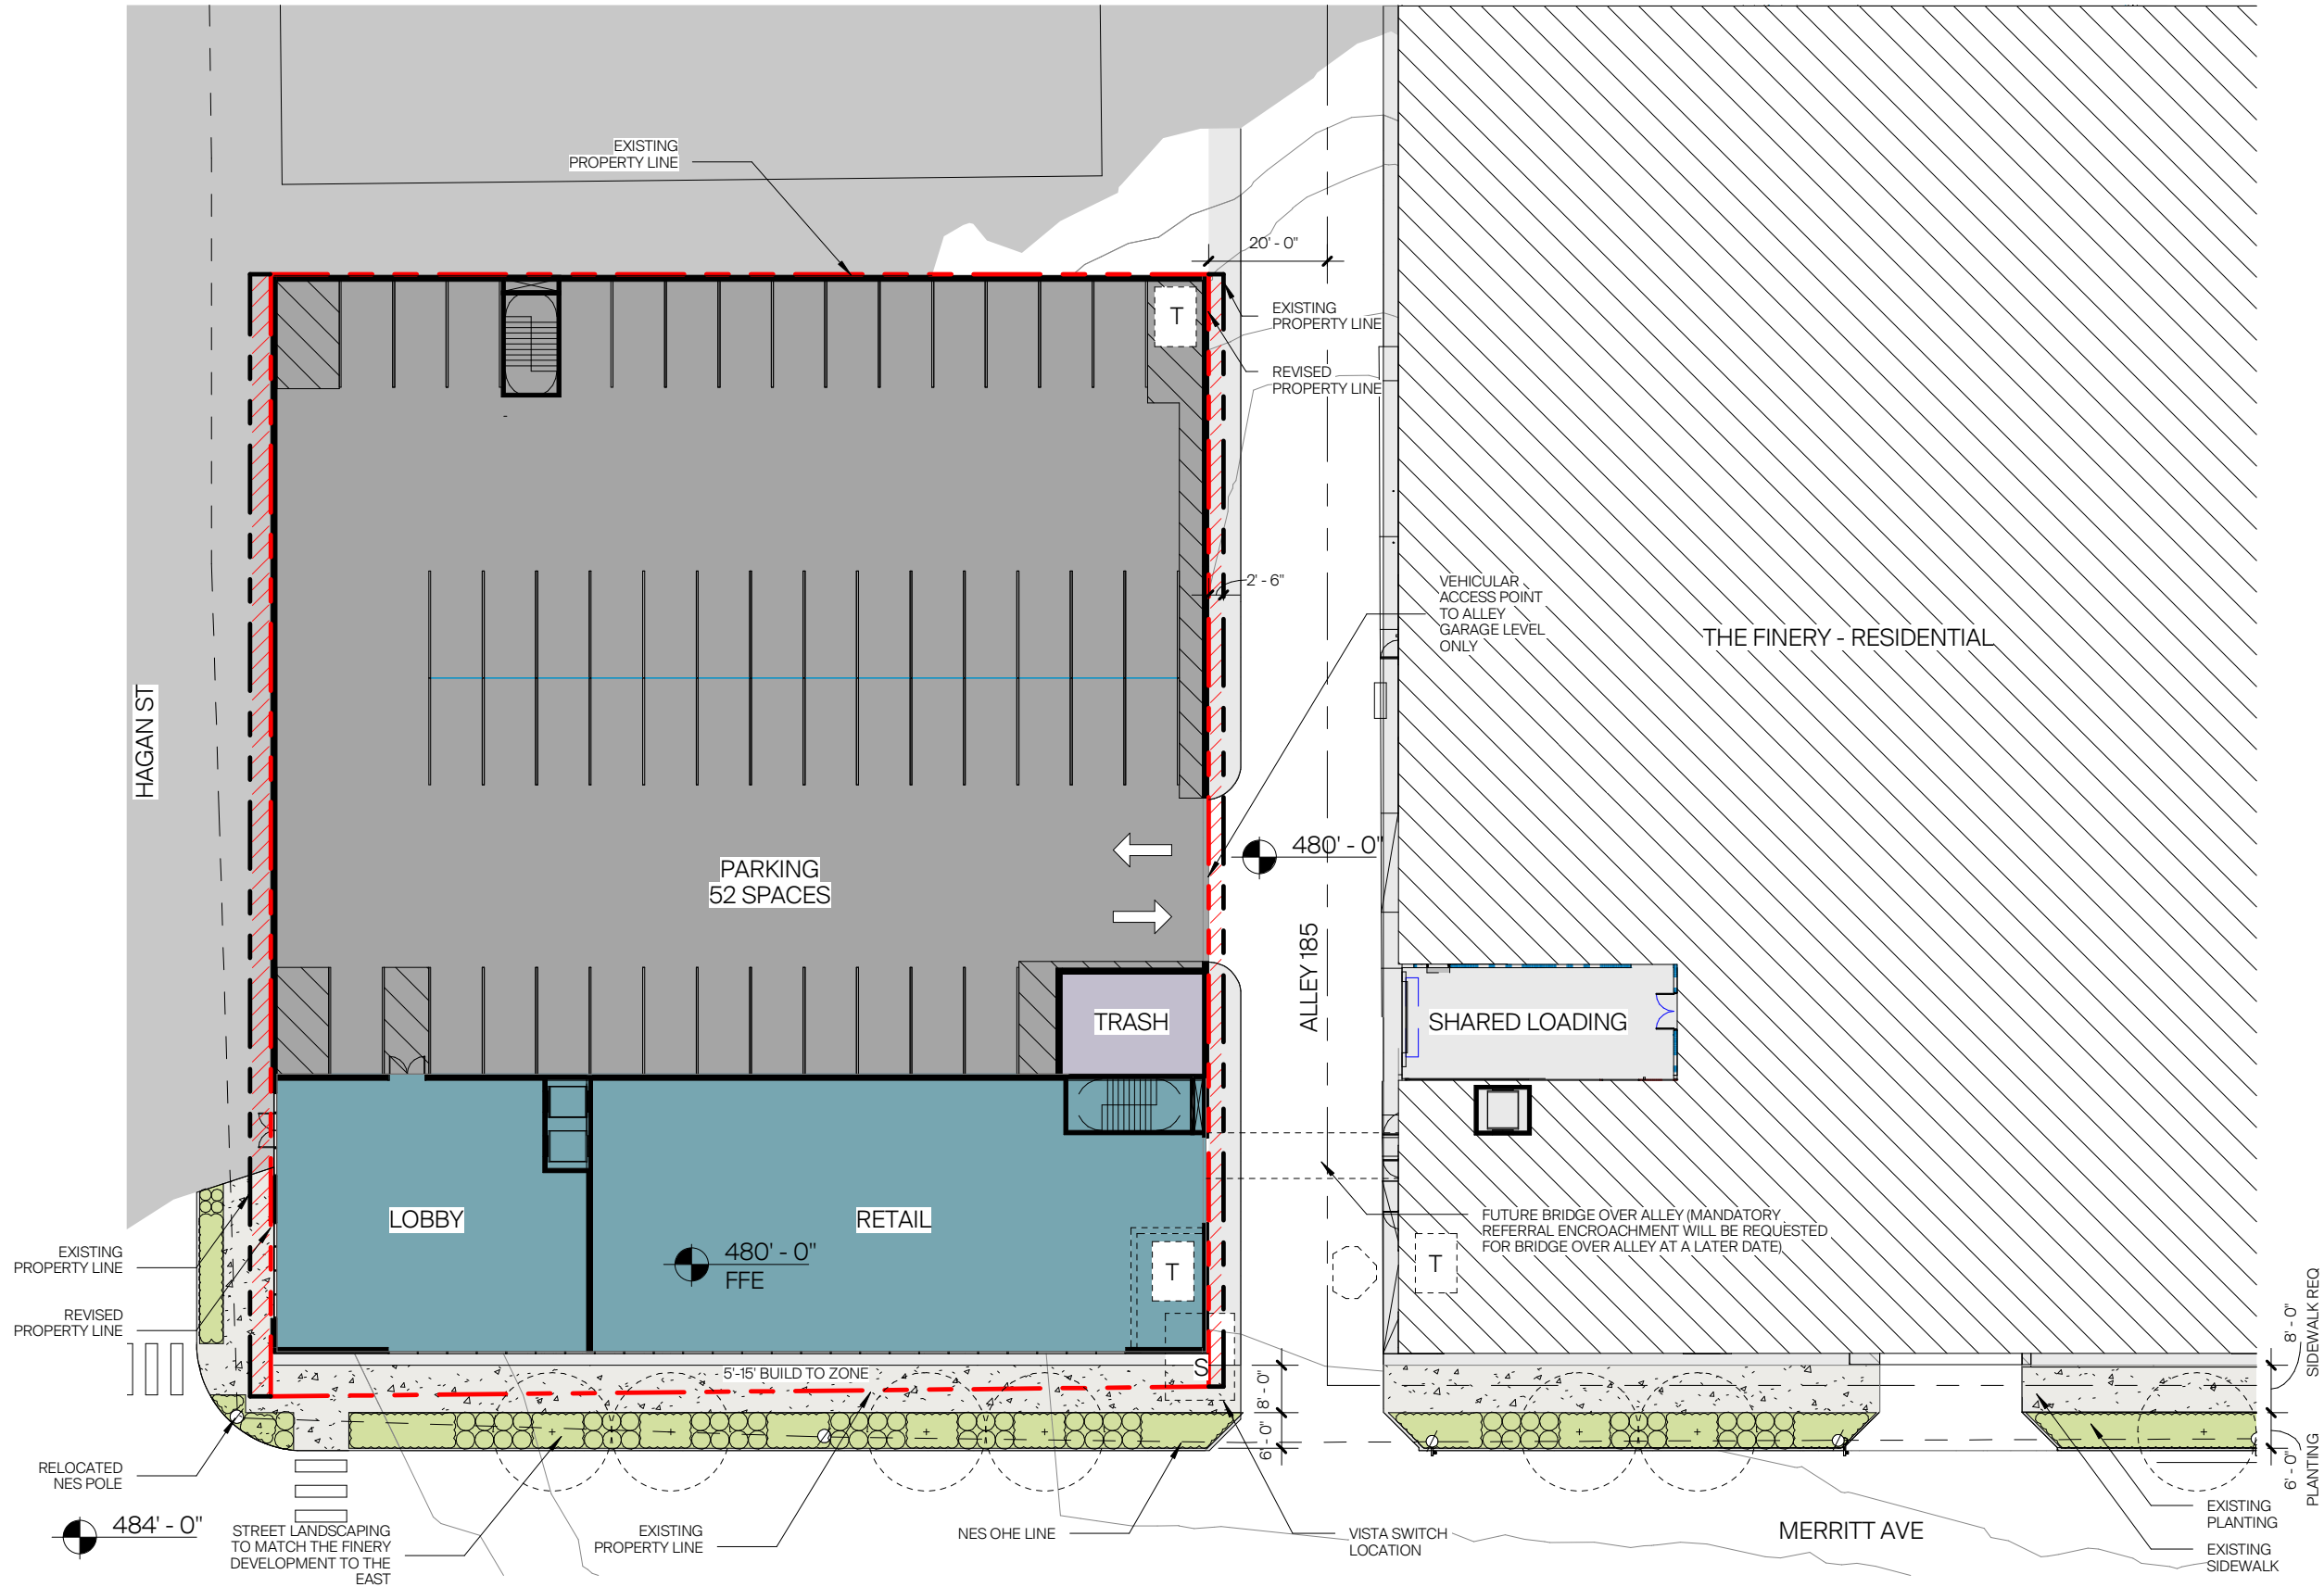 EXISTING
PROPERTY LINE
20' - 0"
T
EXISTING
PROPERTY LINE
REVISED
PROPERTY LINE
2' - 6"
VEHICULAR
ACCESS POINT
TO ALLEY
GARAGE LEVEL
ONLY
THE FINERY - RESIDENTIAL
HAGAN ST
PARKING
52 SPACES
480' - 0"
ALLEY 185
TRASH
SHARED LOADING
LOBBY
RETAIL
480' - 0"
FFE
T
T
FUTURE BRIDGE OVER ALLEY (MANDATORY
REFERRAL ENCROACHMENT WILL BE REQUESTED
FOR BRIDGE OVER ALLEY AT A LATER DATE)
EXISTING
PROPERTY LINE
REVISED
PROPERTY LINE
5'-15' BUILD TO ZONE
S
8' - 0"
6' - 0"
8' - 0"
SIDEWALK REQ
6' - 0"
PLANTING
RELOCATED
NES POLE
484' - 0"
STREET LANDSCAPING
TO MATCH THE FINERY
DEVELOPMENT TO THE
EAST
EXISTING
PROPERTY LINE
NES OHE LINE
VISTA SWITCH
LOCATION
MERRITT AVE
EXISTING
PLANTING
EXISTING
SIDEWALK